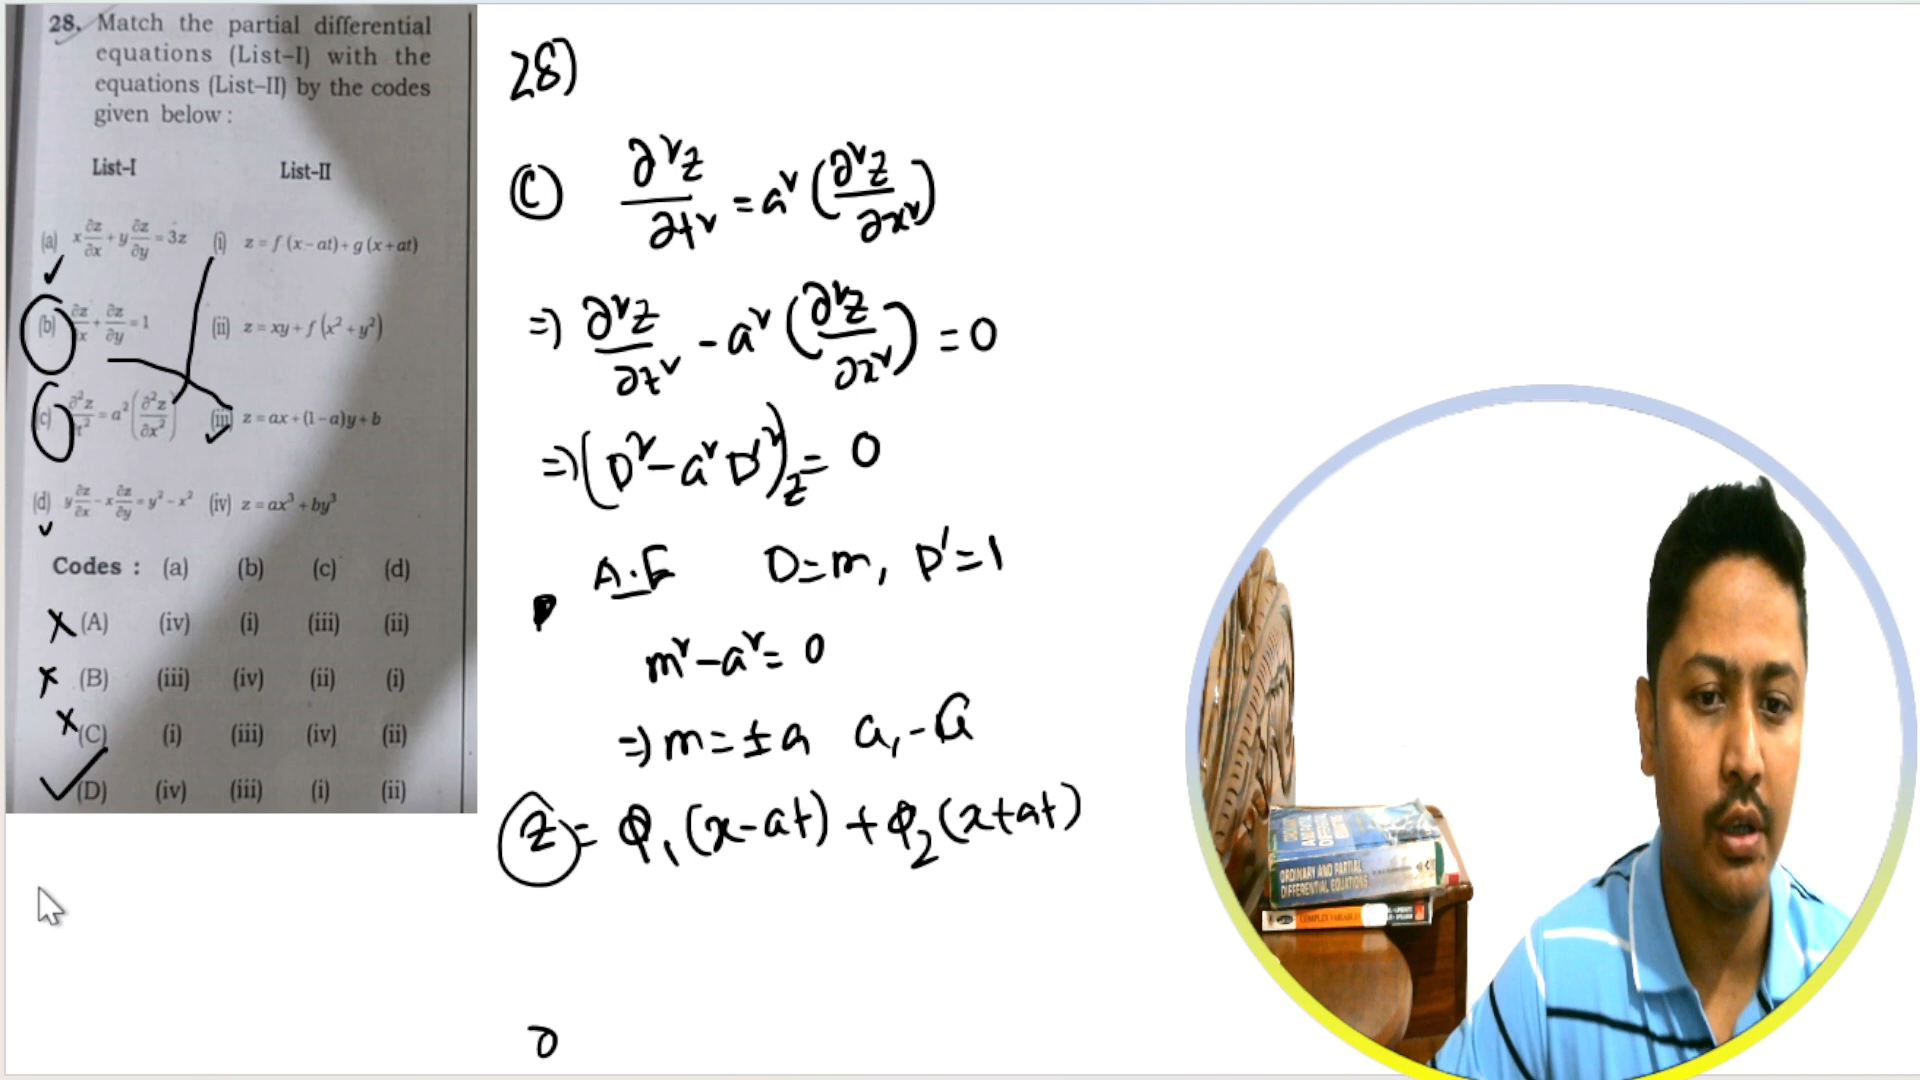 28. Match the partial differential
equations (List–I) with the
equations (List–II) by the codes
given below :
List–I List–II
(a) x ∂z/∂x + y ∂z/∂y = 3z (i) z = f (x – at) + g (x + at)
(b) ∂z/∂x + ∂z/∂y = 1 (ii) z = xy + f (x² + y²)
(c) ∂²z/∂t² = a² (∂²z/∂x²) (iii) z = ax + (1 – a)y + b
(d) y ∂z/∂x – x ∂z/∂y = y² – x² (iv) z = ax³ + by³
Codes : (a) (b) (c) (d)
(A) (iv) (i) (iii) (ii)
(B) (iii) (iv) (ii) (i)
(C) (i) (iii) (iv) (ii)
(D) (iv) (iii) (i) (ii)
28)
(C) ∂²z/∂t² = a² (∂²z/∂x²)
=) ∂²z/∂t² – a² (∂²z/∂x²) = 0
=) (D² – a² D'²)z = 0
A.E D=m, D'=1
m² – a² = 0
=) m = ± a a, – a
z = φ₁ (x – at) + φ₂ (x + at)
ORDINARY AND PARTIAL
DIFFERENTIAL EQUATIONS
COMPLEX VARIABLES